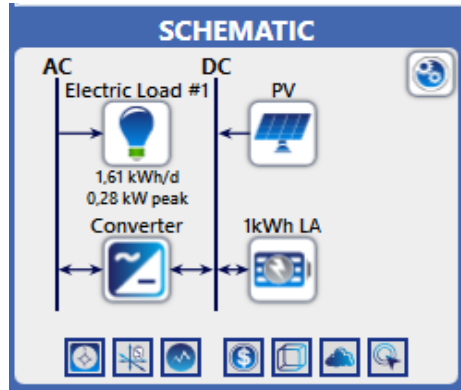 SCHEMATIC
AC DC
Electric Load #1 PV
1,61 kWh/d
0,28 kW peak
Converter 1kWh LA